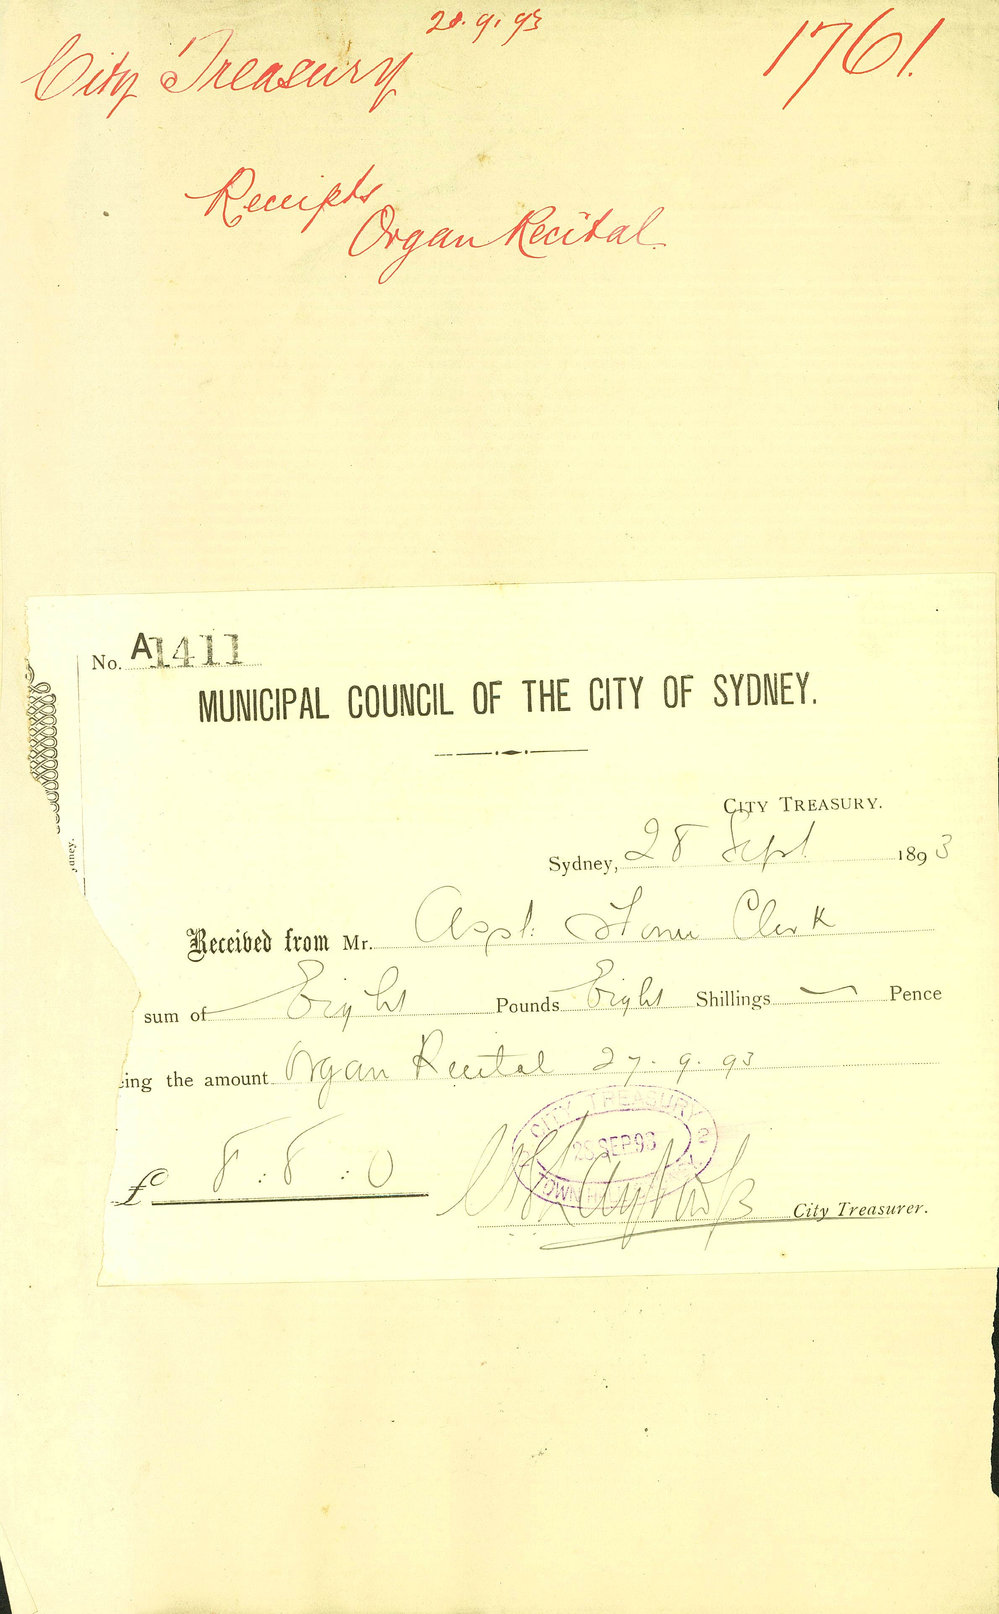 28.9.93
City Treasury
1761.
Receipts
Organ Recital
No. A1411
MUNICIPAL COUNCIL OF THE CITY OF SYDNEY.
CITY TREASURY.
Sydney, 28 Sept 1893
ydney.
Received from Mr. Asst: Town Clerk
sum of Eight Pounds Eight Shillings — Pence
ing the amount Organ Recital 27.9.93
CITY TREASURY
28 SEP.93
TOWN
£ 8 : 8 : 0
City Treasurer.